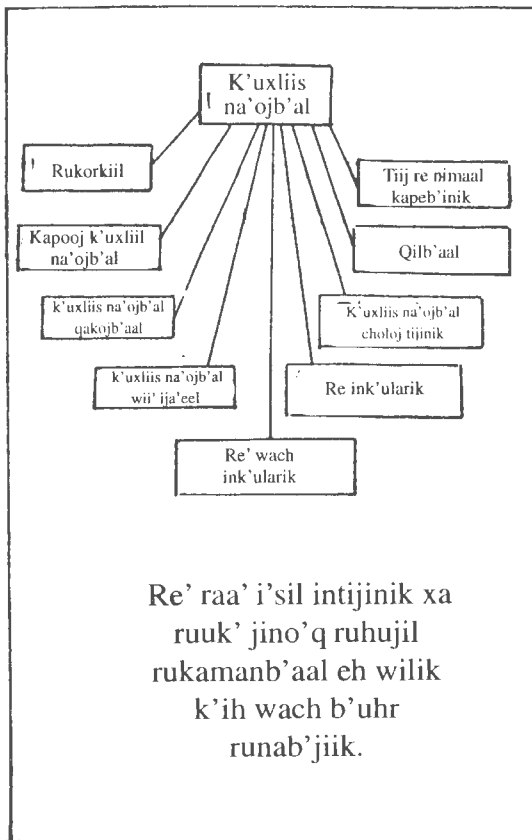 K'uxliis
na'ojb'al
Rukorkiil
Tiij re nimaal
kapeb'inik
Kapooj k'uxliil
na'ojb'al
Qilb'aal
k'uxliis na'ojb'al
qakojb'aal
K'uxliis na'ojb'al
choloj tijinik
k'uxliis na'ojb'al
wii' ija'eel
Re ink'ularik
Re' wach
ink'ularik
Re' raa' i'sil intijinik xa
ruuk' jino'q ruhujil
rukamanb'aal eh wilik
k'ih wach b'uhr
runab'jiik.